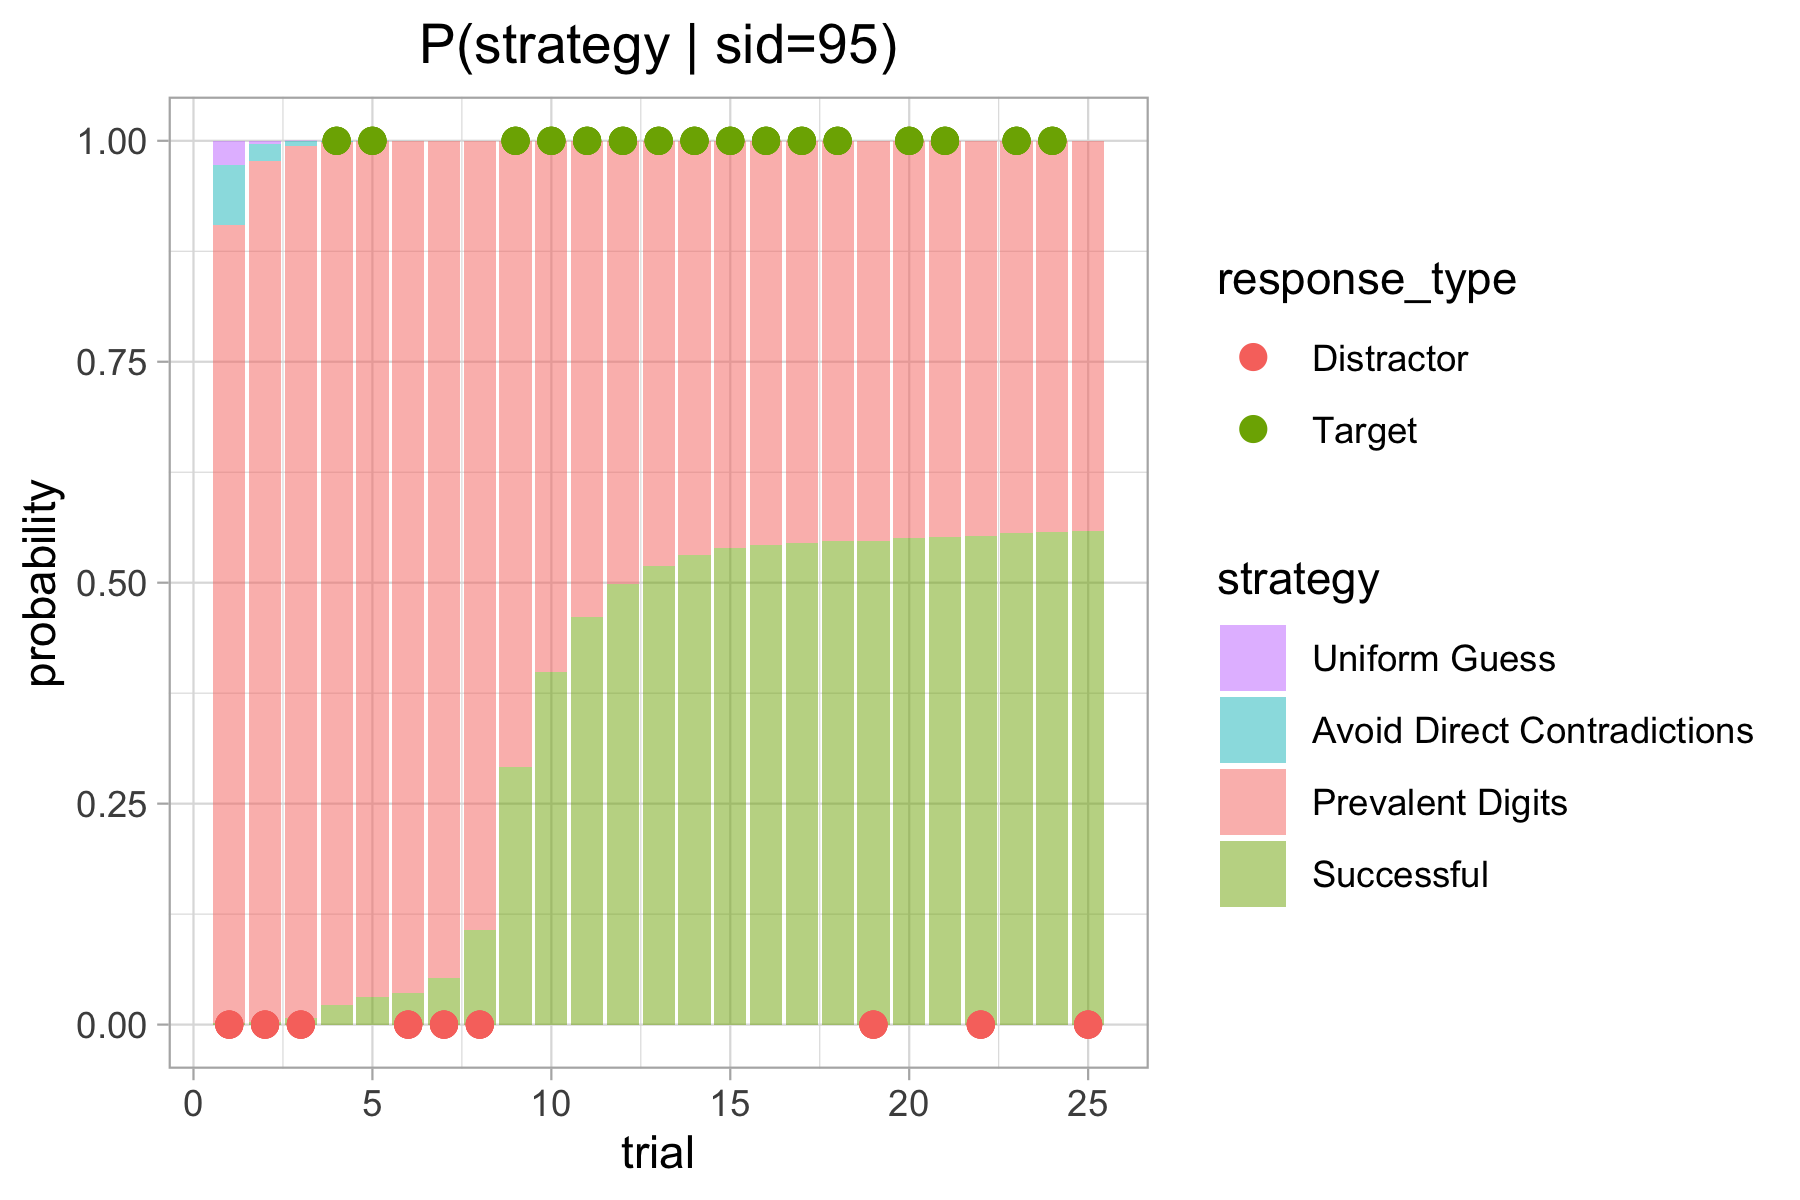 P(strategy | sid=95)
probability
1.00
0.75
0.50
0.25
0.00
0 5 10 15 20 25
trial
response_type
Distractor
Target
strategy
Uniform Guess
Avoid Direct Contradictions
Prevalent Digits
Successful